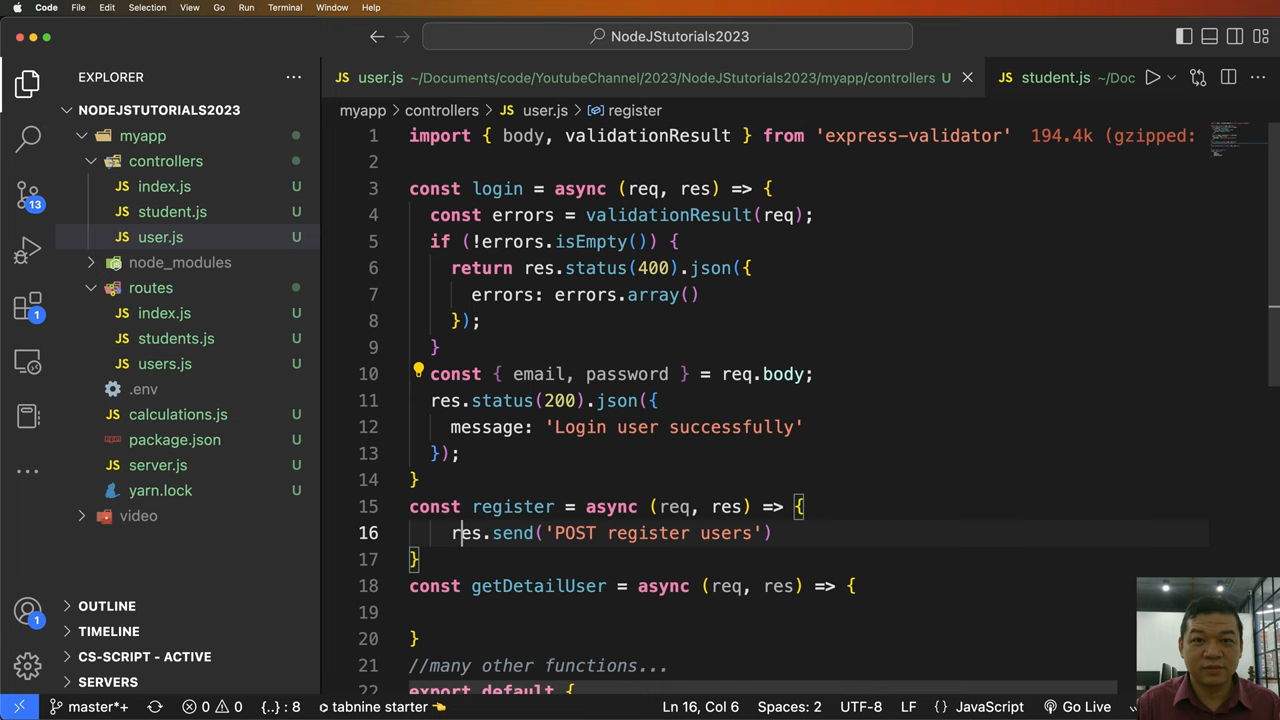 Code File Edit Selection View Go Run Terminal Window Help
NodeJStutorials2023
EXPLORER
NODEJSTUTORIALS2023
myapp
controllers
JS index.js U
JS student.js U
JS user.js U
node_modules
routes
JS index.js U
JS students.js U
JS users.js U
.env
JS calculations.js U
package.json U
JS server.js U
yarn.lock U
video
OUTLINE
TIMELINE
CS-SCRIPT - ACTIVE
SERVERS
13
1
1
JS user.js ~/Documents/code/YoutubeChannel/2023/NodeJStutorials2023/myapp/controllers U
JS student.js ~/Doc
myapp > controllers > JS user.js > register
1 import { body, validationResult } from 'express-validator' 194.4k (gzipped:
2
3 const login = async (req, res) => {
4 const errors = validationResult(req);
5 if (!errors.isEmpty()) {
6 return res.status(400).json({
7 errors: errors.array()
8 });
9 }
10 const { email, password } = req.body;
11 res.status(200).json({
12 message: 'Login user successfully'
13 });
14 }
15 const register = async (req, res) => {
16 res.send('POST register users')
17 }
18 const getDetailUser = async (req, res) => {
19
20 }
21 //many other functions...
22 export default {
master*+ 0 0 {..} : 8 tabnine starter Ln 16, Col 6 Spaces: 2 UTF-8 LF {} JavaScript Go Live